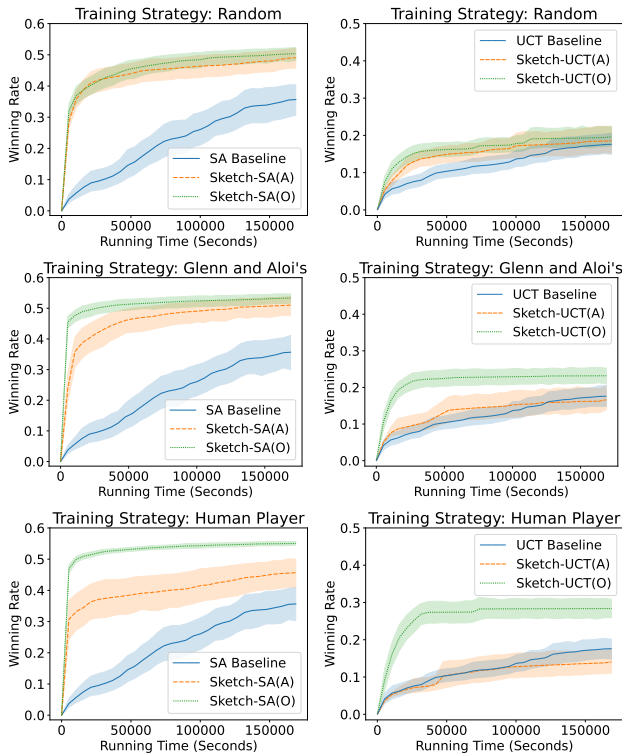 Training Strategy: Random
0.6
0.5
0.4
0.3
0.2
0.1
0.0
Winning Rate
SA Baseline
Sketch-SA(A)
Sketch-SA(O)
0 50000 100000 150000
Running Time (Seconds)
Training Strategy: Random
0.5
0.4
0.3
0.2
0.1
0.0
Winning Rate
UCT Baseline
Sketch-UCT(A)
Sketch-UCT(O)
0 50000 100000 150000
Running Time (Seconds)
Training Strategy: Glenn and Aloi's
0.6
0.5
0.4
0.3
0.2
0.1
0.0
Winning Rate
SA Baseline
Sketch-SA(A)
Sketch-SA(O)
0 50000 100000 150000
Running Time (Seconds)
Training Strategy: Glenn and Aloi's
0.5
0.4
0.3
0.2
0.1
0.0
Winning Rate
UCT Baseline
Sketch-UCT(A)
Sketch-UCT(O)
0 50000 100000 150000
Running Time (Seconds)
Training Strategy: Human Player
0.6
0.5
0.4
0.3
0.2
0.1
0.0
Winning Rate
SA Baseline
Sketch-SA(A)
Sketch-SA(O)
0 50000 100000 150000
Running Time (Seconds)
Training Strategy: Human Player
0.5
0.4
0.3
0.2
0.1
0.0
Winning Rate
UCT Baseline
Sketch-UCT(A)
Sketch-UCT(O)
0 50000 100000 150000
Running Time (Seconds)